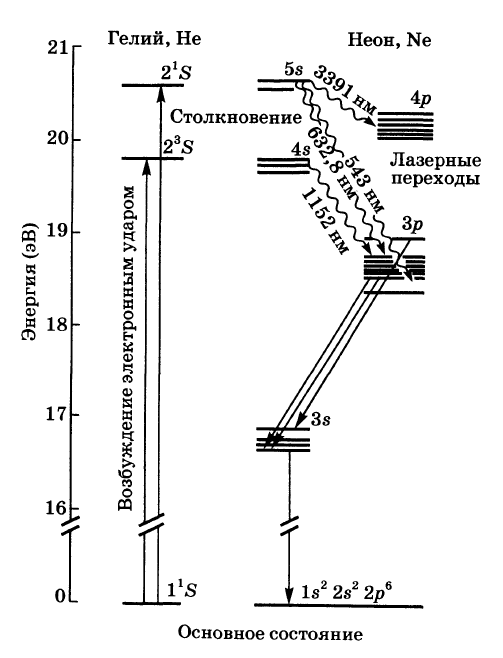 Гелий, He
Неон, Ne
Энергия (эВ)
21
20
19
18
17
16
0
2¹S
2³S
1¹S
Возбуждение электронным ударом
Столкновение
5s
4s
3391 нм
632,8 нм
543 нм
1152 нм
4p
Лазерные
переходы
3p
3s
1s² 2s² 2p⁶
Основное состояние